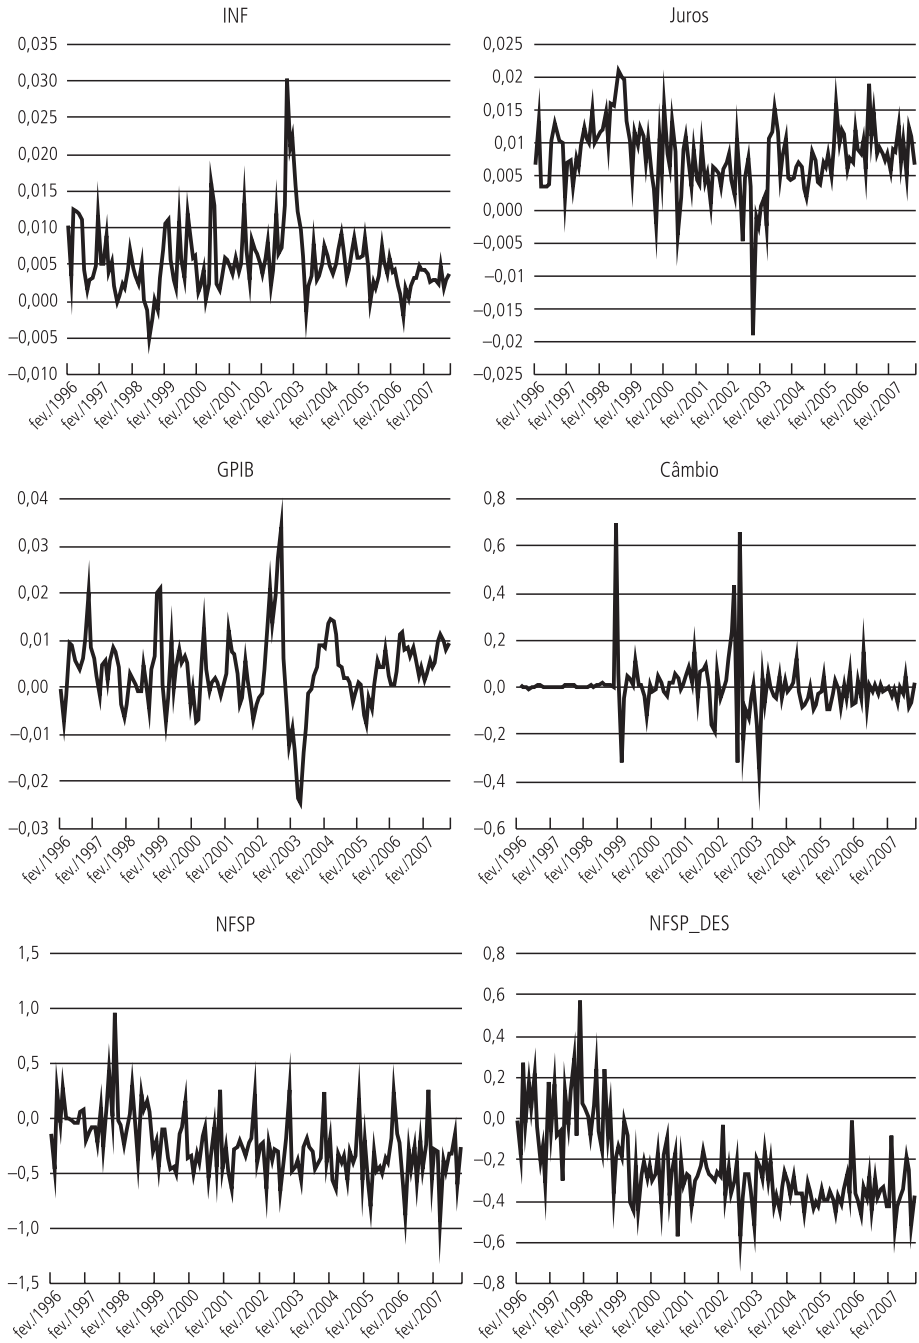 INF
0,035
0,030
0,025
0,020
0,015
0,010
0,005
0,000
–0,005
–0,010
fev./1996
fev./1997
fev./1998
fev./1999
fev./2000
fev./2001
fev./2002
fev./2003
fev./2004
fev./2005
fev./2006
fev./2007
Juros
0,025
0,02
0,015
0,010
0,005
0,000
–0,005
–0,01
–0,015
–0,02
–0,025
fev./1996
fev./1997
fev./1998
fev./1999
fev./2000
fev./2001
fev./2002
fev./2003
fev./2004
fev./2005
fev./2006
fev./2007
GPIB
0,04
0,03
0,02
0,01
0,00
–0,01
–0,02
–0,03
fev./1996
fev./1997
fev./1998
fev./1999
fev./2000
fev./2001
fev./2002
fev./2003
fev./2004
fev./2005
fev./2006
fev./2007
Câmbio
0,8
0,6
0,4
0,2
0,0
–0,2
–0,4
–0,6
fev./1996
fev./1997
fev./1998
fev./1999
fev./2000
fev./2001
fev./2002
fev./2003
fev./2004
fev./2005
fev./2006
fev./2007
NFSP
1,5
1,0
0,5
0,0
–0,5
–1,0
–1,5
fev./1996
fev./1997
fev./1998
fev./1999
fev./2000
fev./2001
fev./2002
fev./2003
fev./2004
fev./2005
fev./2006
fev./2007
NFSP_DES
0,8
0,6
0,4
0,2
0,0
–0,2
–0,4
–0,6
–0,8
fev./1996
fev./1997
fev./1998
fev./1999
fev./2000
fev./2001
fev./2002
fev./2003
fev./2004
fev./2005
fev./2006
fev./2007